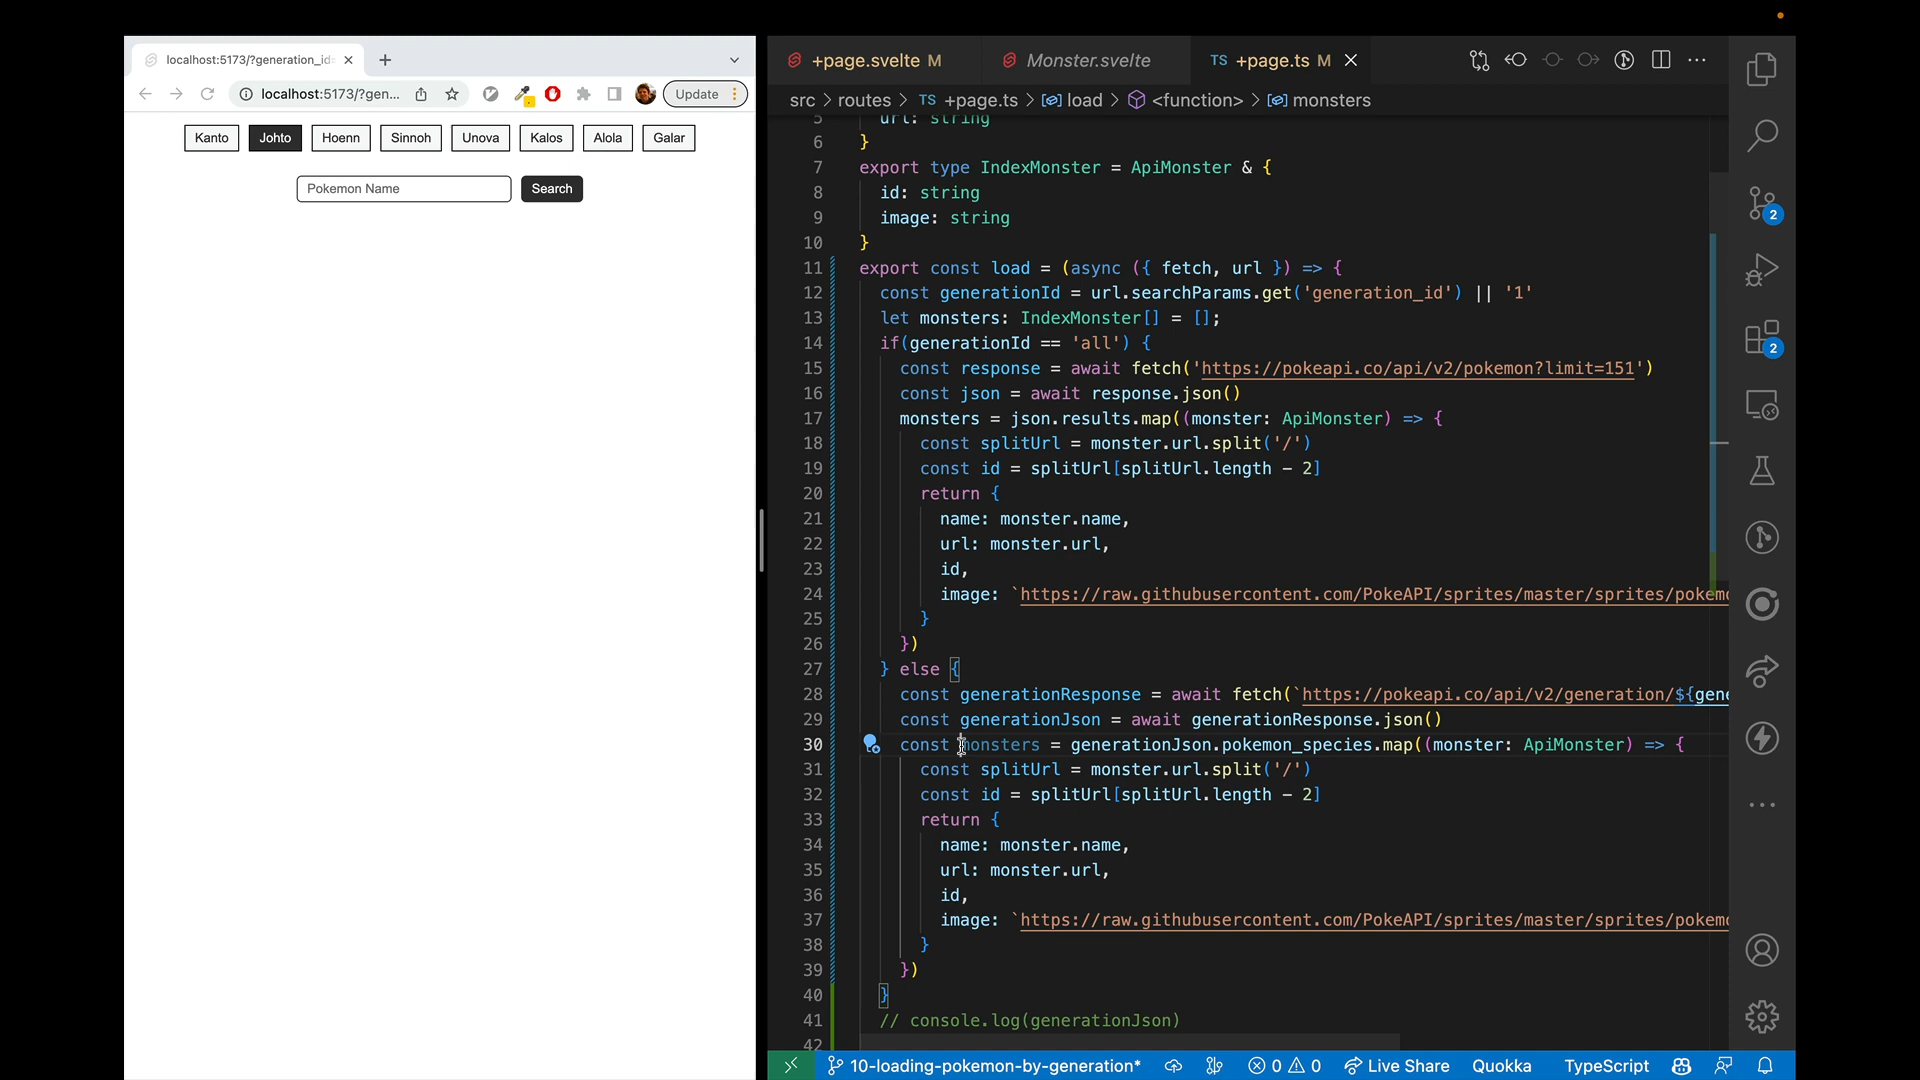 localhost:5173/?generation_id=
localhost:5173/?gen...
Update
Kanto
Johto
Hoenn
Sinnoh
Unova
Kalos
Alola
Galar
Pokemon Name
Search
+page.svelte M
Monster.svelte
TS +page.ts M
src > routes > TS +page.ts > load > <function> > monsters
5 url: string
6 }
7 export type IndexMonster = ApiMonster & {
8 id: string
9 image: string
10 }
11 export const load = (async ({ fetch, url }) => {
12 const generationId = url.searchParams.get('generation_id') || '1'
13 let monsters: IndexMonster[] = [];
14 if(generationId == 'all') {
15 const response = await fetch('https://pokeapi.co/api/v2/pokemon?limit=151')
16 const json = await response.json()
17 monsters = json.results.map((monster: ApiMonster) => {
18 const splitUrl = monster.url.split('/')
19 const id = splitUrl[splitUrl.length - 2]
20 return {
21 name: monster.name,
22 url: monster.url,
23 id,
24 image: `https://raw.githubusercontent.com/PokeAPI/sprites/master/sprites/pokemo
25 }
26 })
27 } else {
28 const generationResponse = await fetch(`https://pokeapi.co/api/v2/generation/${gene
29 const generationJson = await generationResponse.json()
30 const monsters = generationJson.pokemon_species.map((monster: ApiMonster) => {
31 const splitUrl = monster.url.split('/')
32 const id = splitUrl[splitUrl.length - 2]
33 return {
34 name: monster.name,
35 url: monster.url,
36 id,
37 image: `https://raw.githubusercontent.com/PokeAPI/sprites/master/sprites/pokemo
38 }
39 })
40 }
41 // console.log(generationJson)
42
2
2
10-loading-pokemon-by-generation*
0
0
Live Share
Quokka
TypeScript